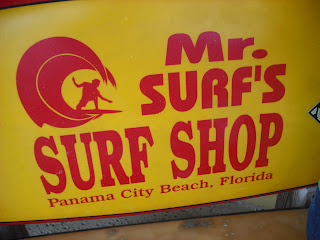 Mr.
SURF'S
SURF SHOP
Panama City Beach, Florida